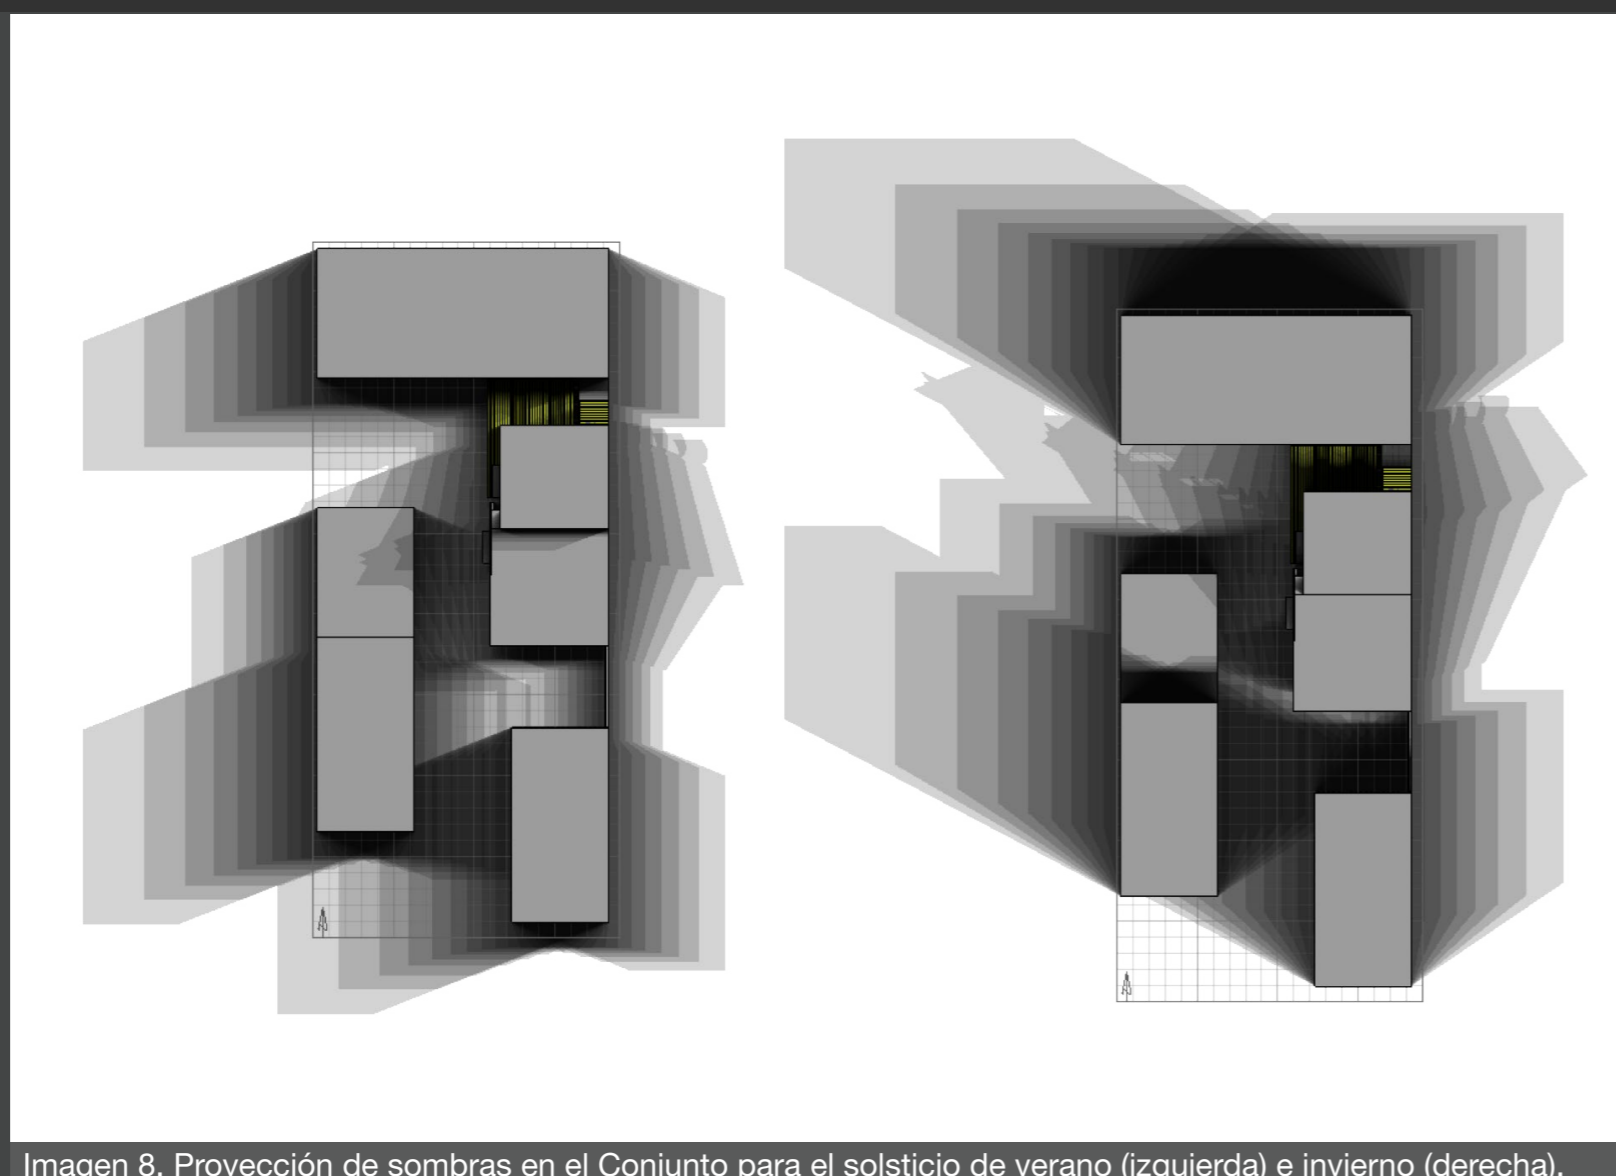 Imagen 8. Proyección de sombras en el Conjunto para el solsticio de verano (izquierda) e invierno (derecha).